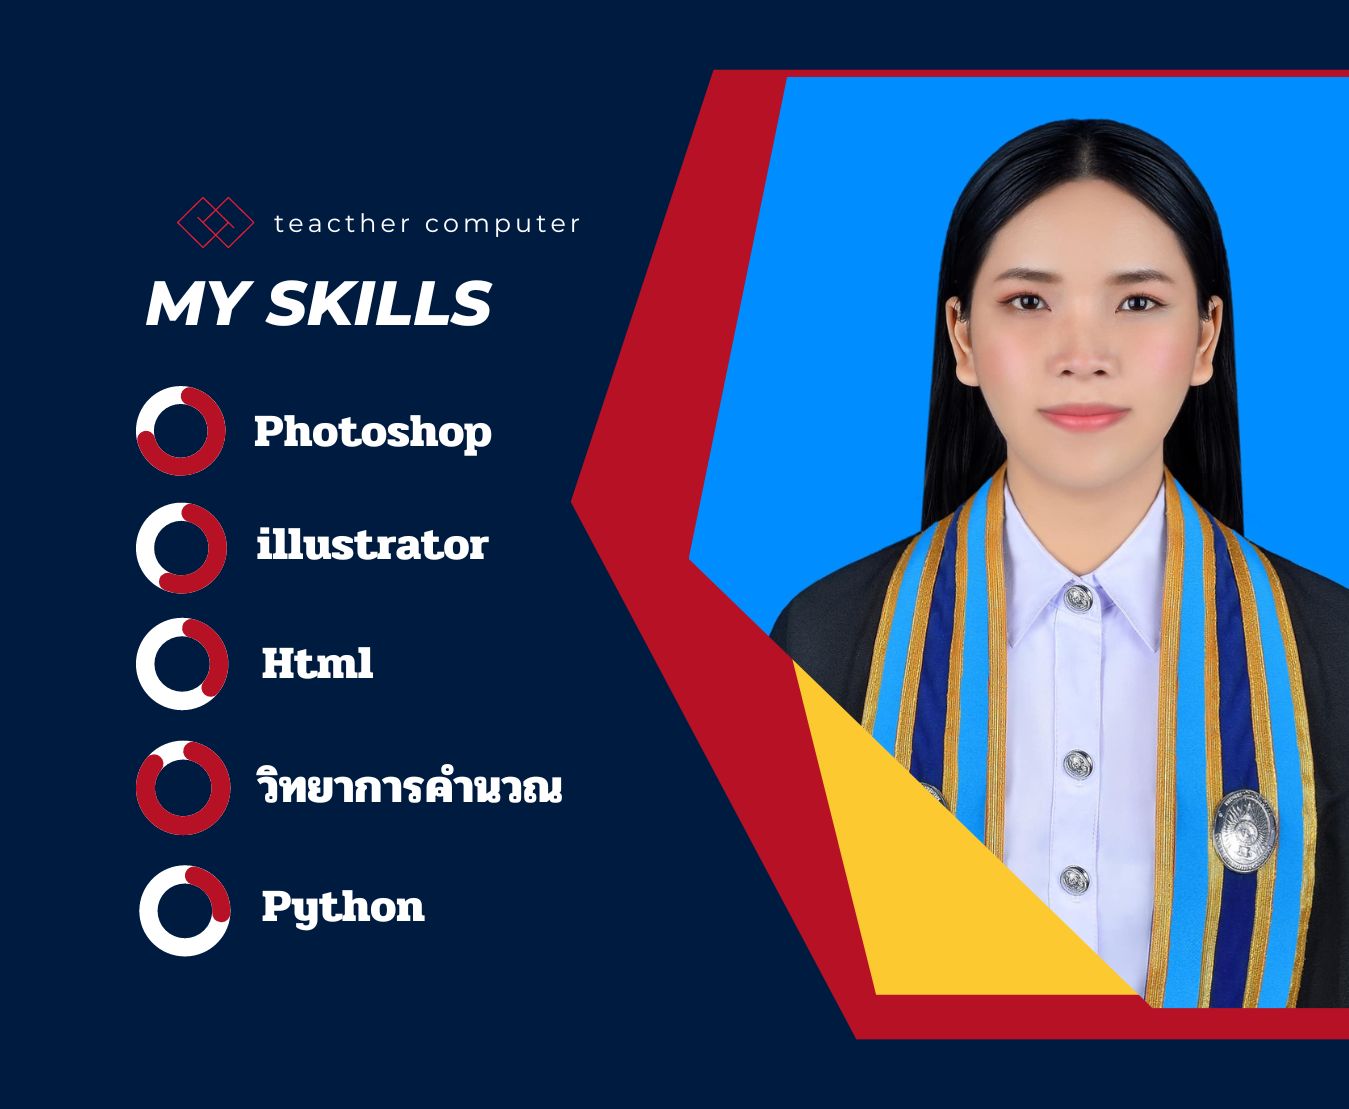 teacther computer
MY SKILLS
Photoshop
illustrator
Html
วิทยาการคำนวณ
Python